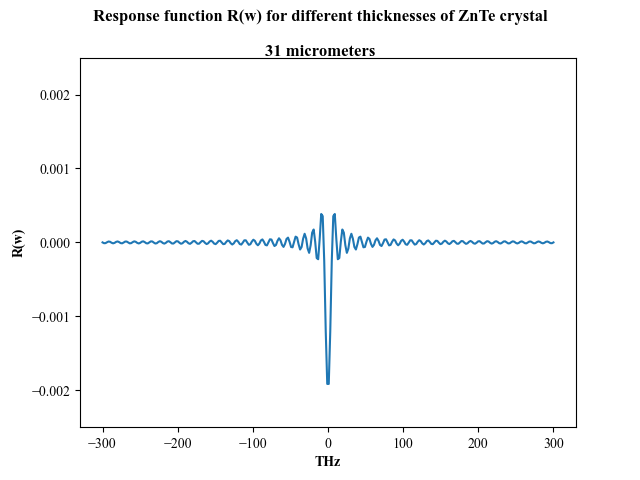 Response function R(w) for different thicknesses of ZnTe crystal
31 micrometers
0.002
0.001
0.000
−0.001
−0.002
R(w)
−300 −200 −100 0 100 200 300
THz